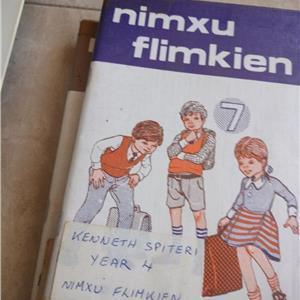 nimxu
flimkien
7
KENNETH SPITERI
YEAR 4
NIMXU FLIMKIEN